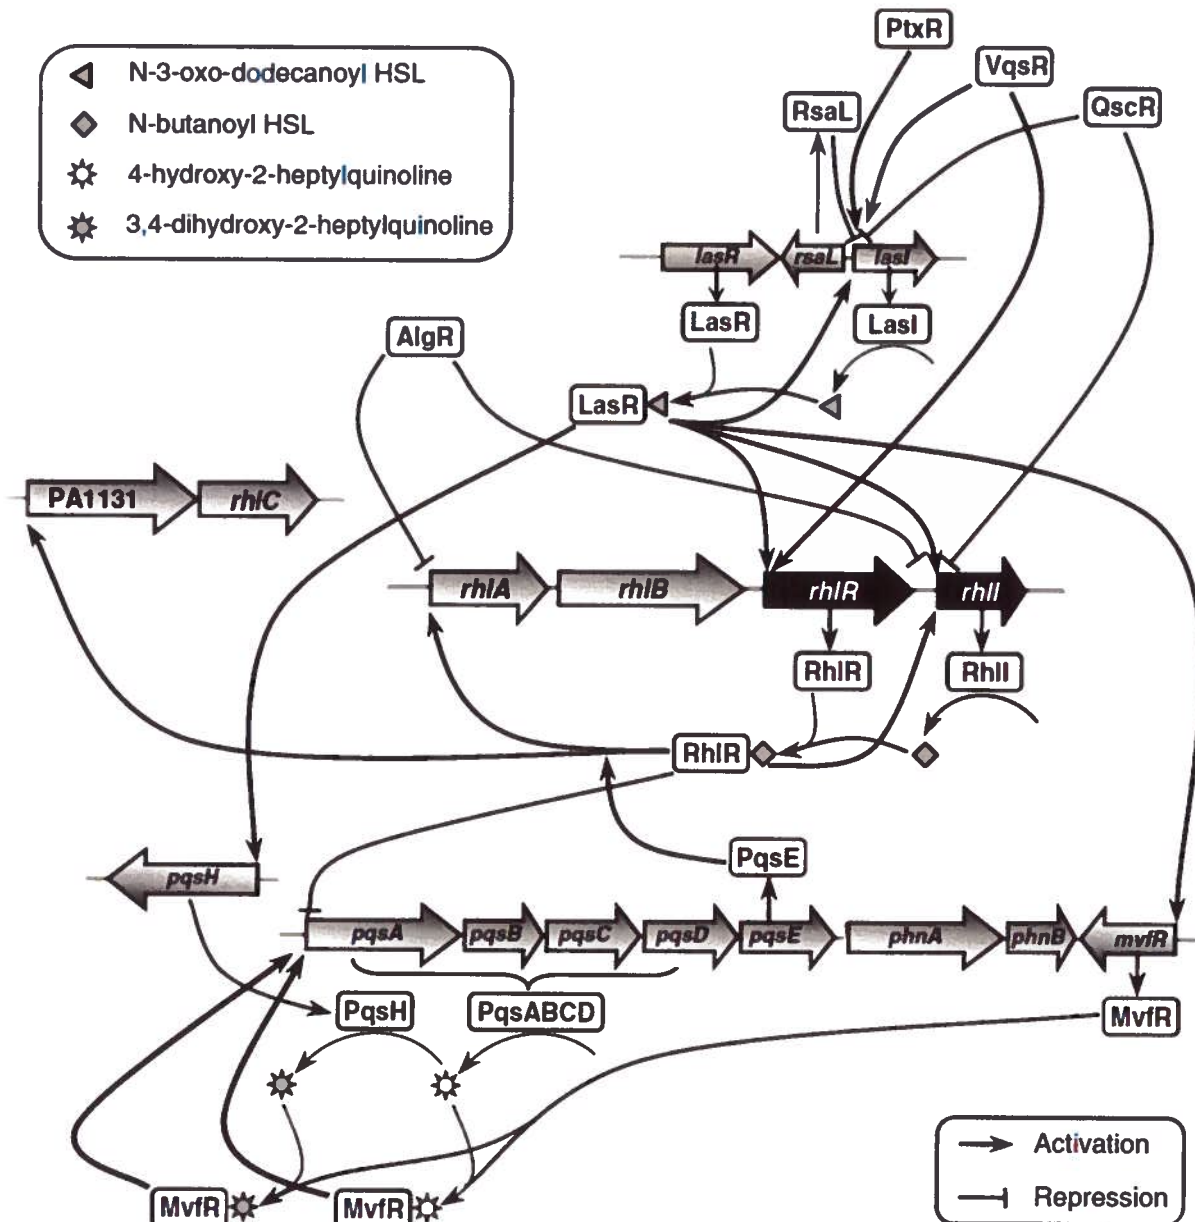 PtxR
N-3-oxo-dodecanoyl HSL
VqsR
N-butanoyl HSL
RsaL
QscR
4-hydroxy-2-heptylquinoline
3,4-dihydroxy-2-heptylquinoline
lasR rsaL lasI
LasR LasI
AlgR
LasR
PA1131 rhlC
rhlA rhlB rhlR rhlI
RhlR RhlI
RhlR
PqsE
pqsH
pqsA pqsB pqsC pqsD pqsE phnA phnB mvfR
PqsH PqsABCD MvfR
Activation
MvfR MvfR Repression